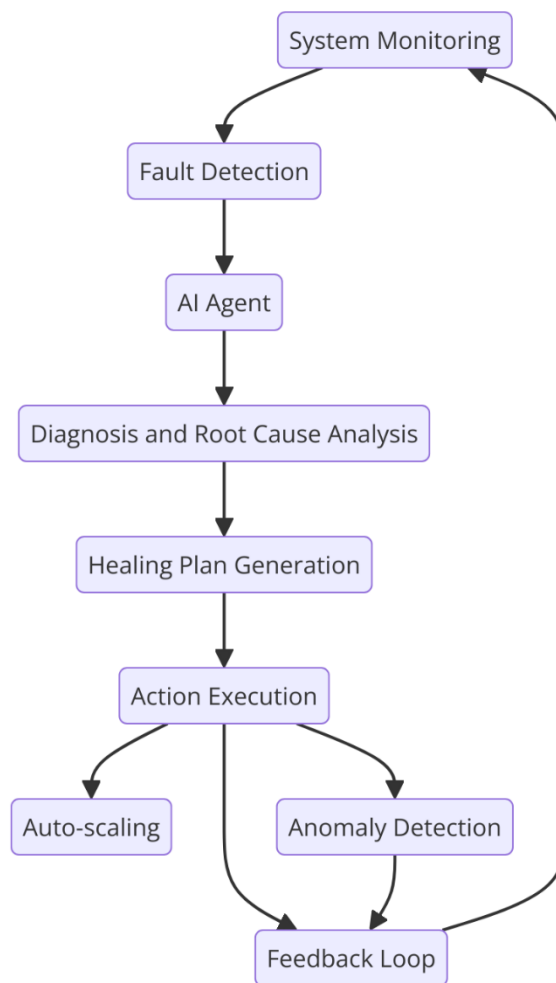 System Monitoring
Fault Detection
AI Agent
Diagnosis and Root Cause Analysis
Healing Plan Generation
Action Execution
Auto-scaling
Anomaly Detection
Feedback Loop